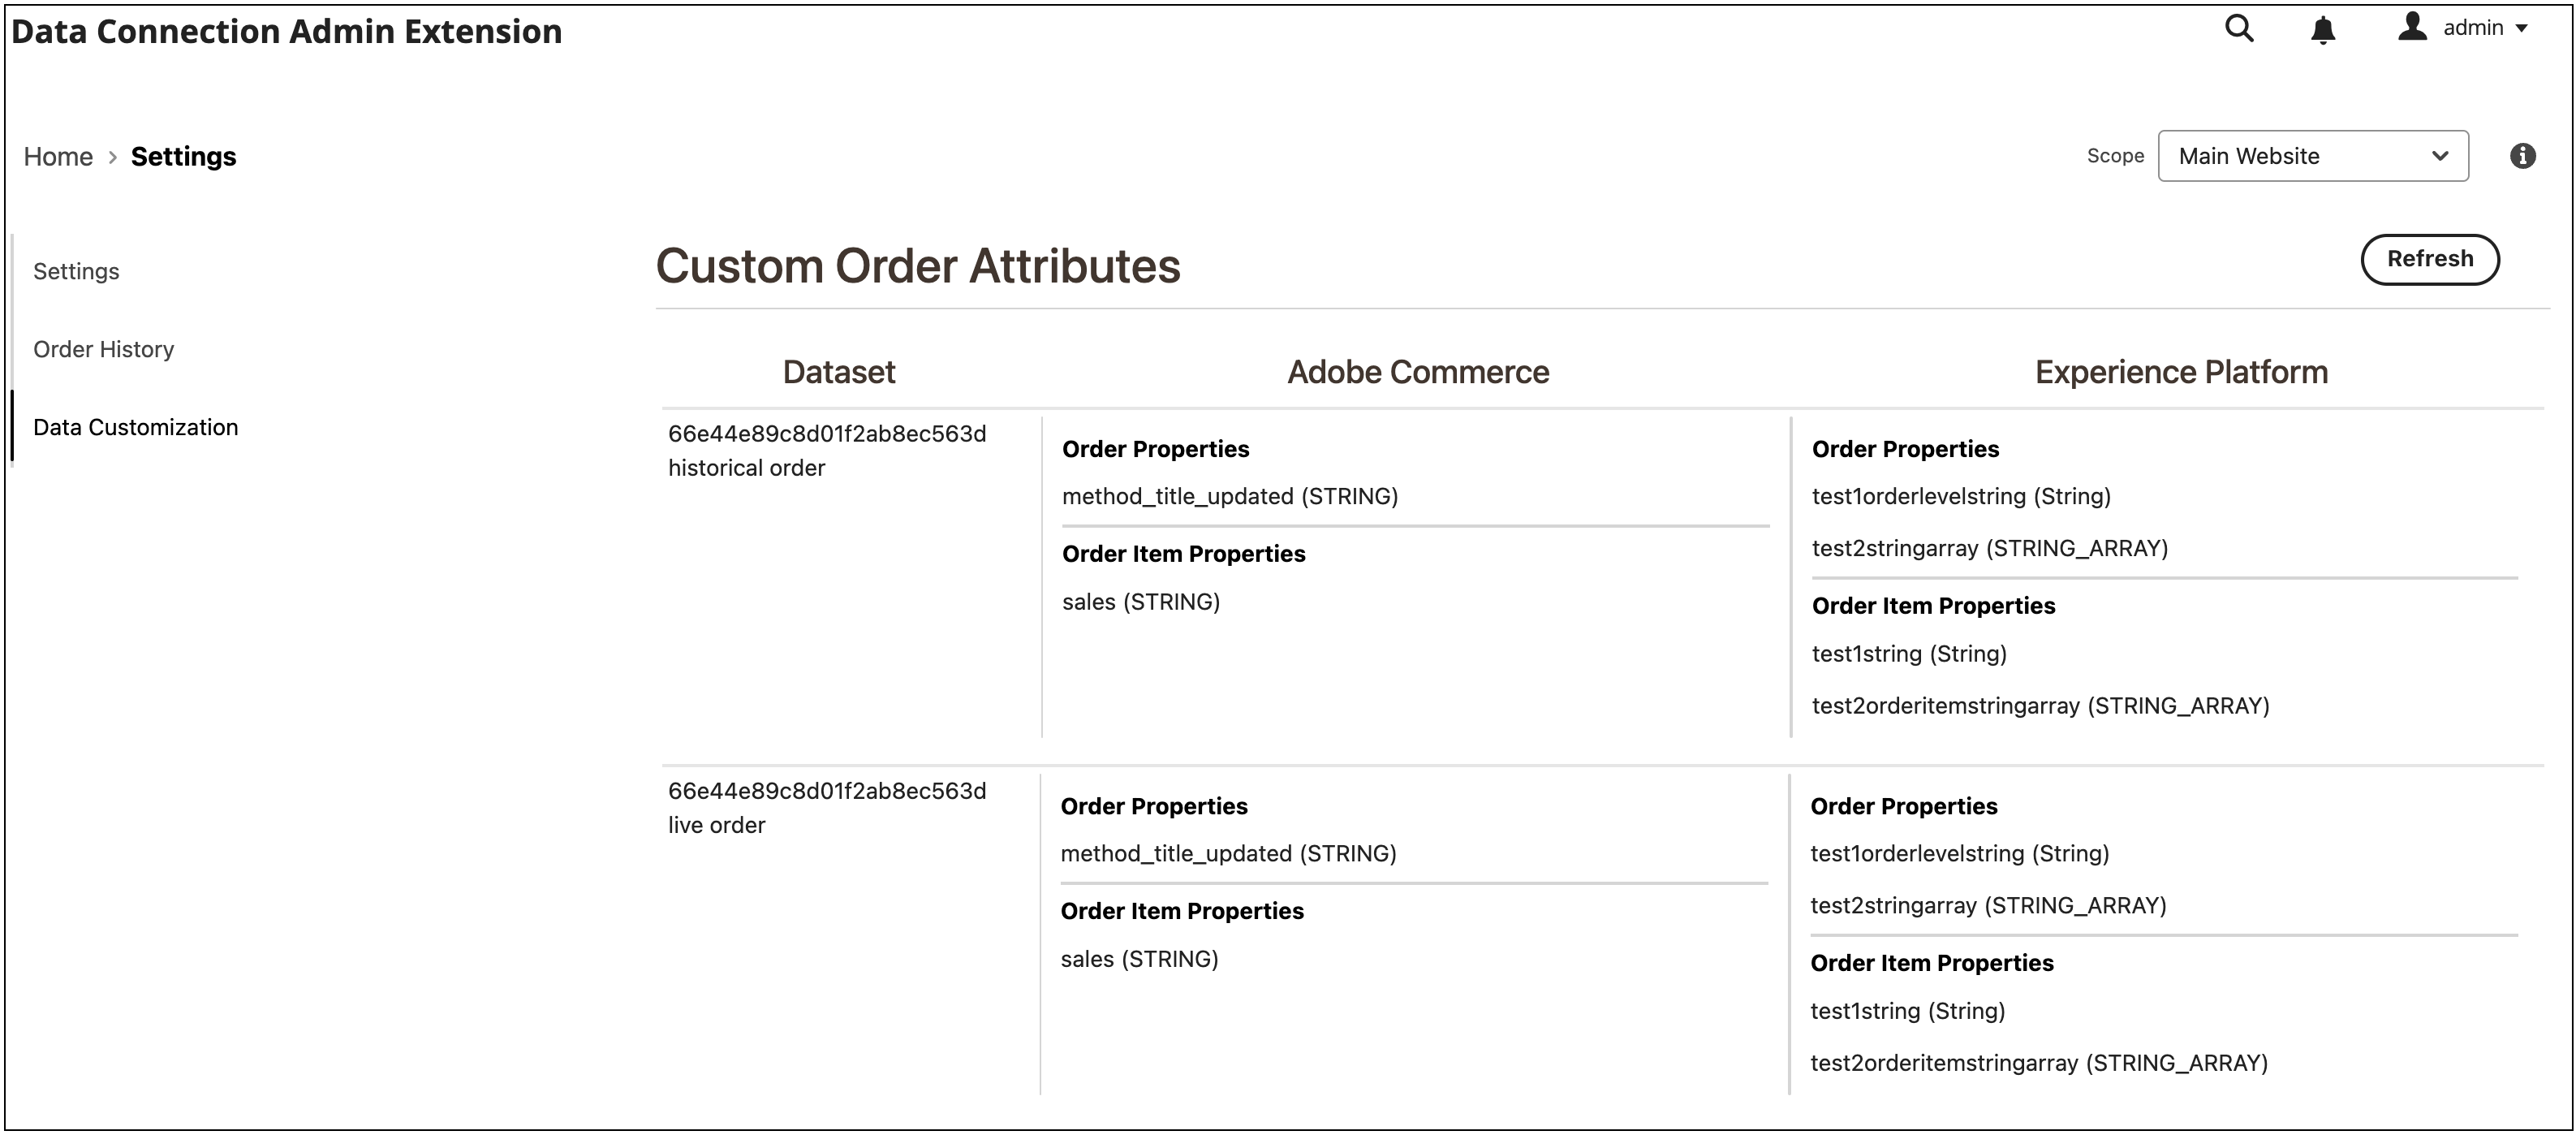 Data Connection Admin Extension
admin
Home › Settings
Scope
Main Website
Settings
Order History
Data Customization
Custom Order Attributes
Refresh
Dataset
Adobe Commerce
Experience Platform
66e44e89c8d01f2ab8ec563d
historical order
Order Properties
method_title_updated (STRING)
Order Item Properties
sales (STRING)
Order Properties
test1orderlevelstring (String)
test2stringarray (STRING_ARRAY)
Order Item Properties
test1string (String)
test2orderitemstringarray (STRING_ARRAY)
66e44e89c8d01f2ab8ec563d
live order
Order Properties
method_title_updated (STRING)
Order Item Properties
sales (STRING)
Order Properties
test1orderlevelstring (String)
test2stringarray (STRING_ARRAY)
Order Item Properties
test1string (String)
test2orderitemstringarray (STRING_ARRAY)